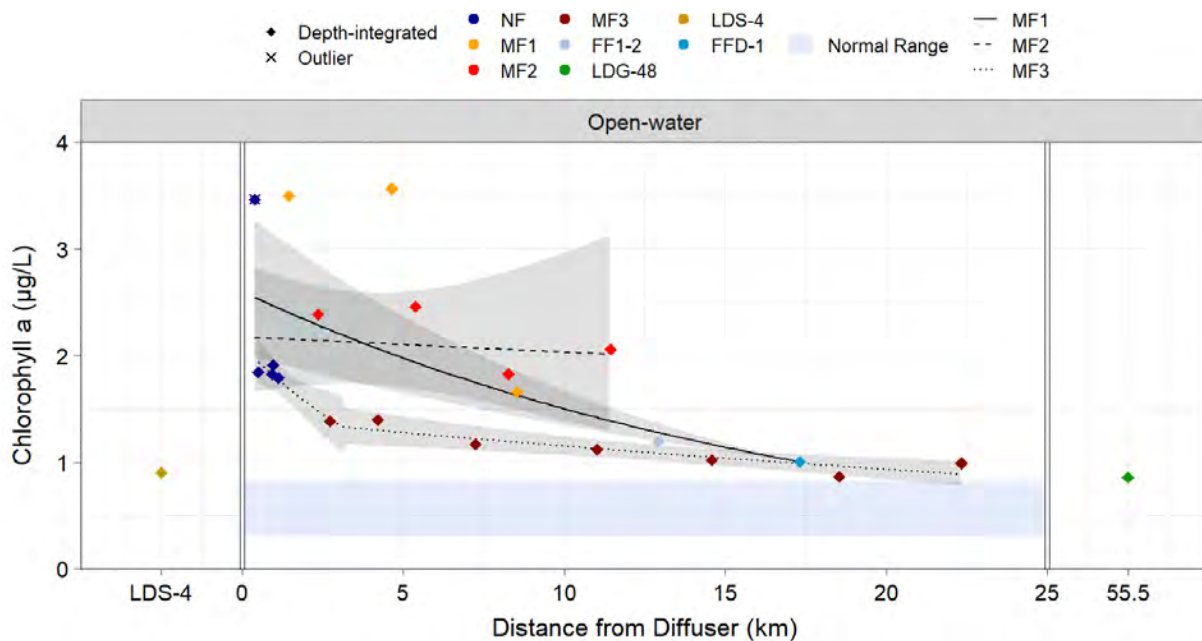 Depth-integrated
Outlier
NF
MF1
MF2
MF3
FF1-2
LDG-48
LDS-4
FFD-1
Normal Range
MF1
MF2
MF3
Open-water
Chlorophyll a (µg/L)
4
3
2
1
0
LDS-4
0
5
10
15
20
25
55.5
Distance from Diffuser (km)